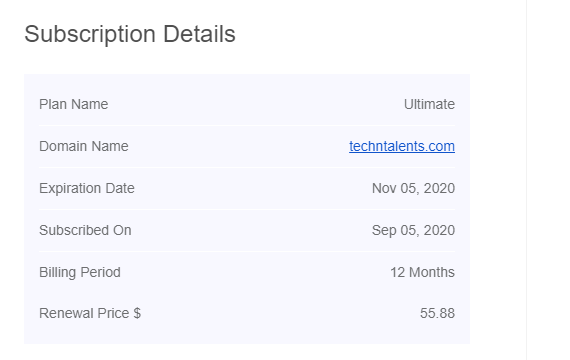 Subscription Details
Plan Name Ultimate
Domain Name techntalents.com
Expiration Date Nov 05, 2020
Subscribed On Sep 05, 2020
Billing Period 12 Months
Renewal Price $ 55.88